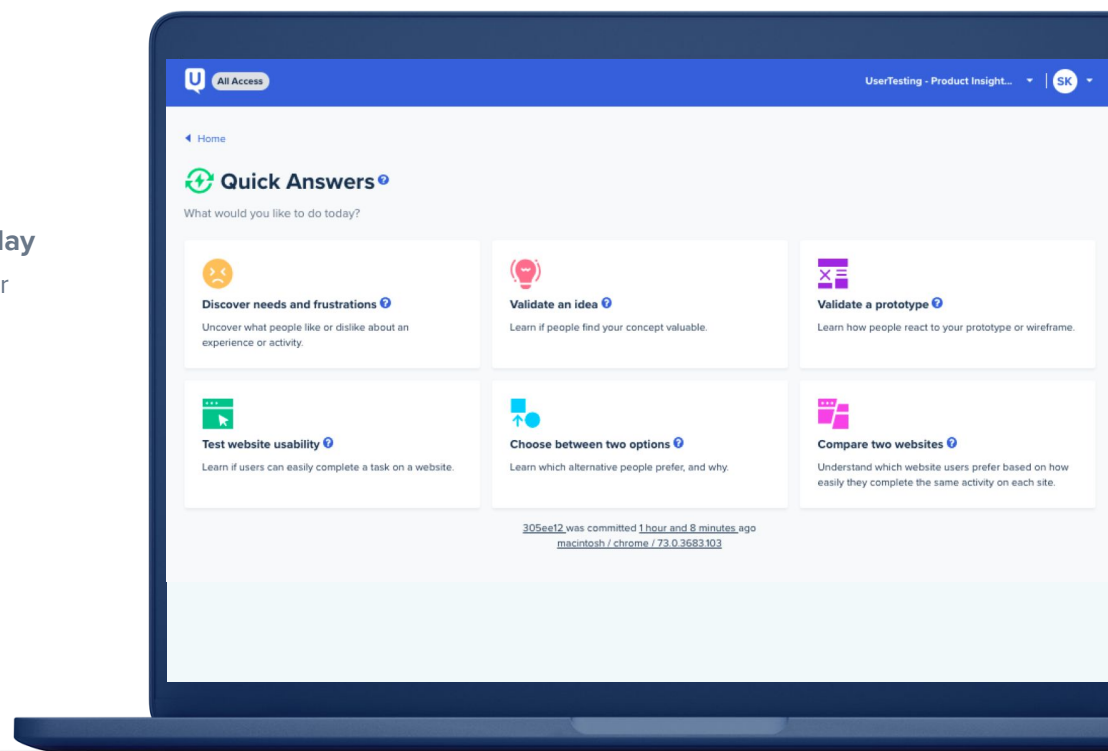 All Access
UserTesting - Product Insight...
SK
Home
Quick Answers
What would you like to do today?
lay
r
Discover needs and frustrations
Uncover what people like or dislike about an
experience or activity.
Validate an idea
Learn if people find your concept valuable.
Validate a prototype
Learn how people react to your prototype or wireframe.
Test website usability
Learn if users can easily complete a task on a website.
Choose between two options
Learn which alternative people prefer, and why.
Compare two websites
Understand which website users prefer based on how
easily they complete the same activity on each site.
305ee12 was committed 1 hour and 8 minutes ago
macintosh / chrome / 73.0.3683.103